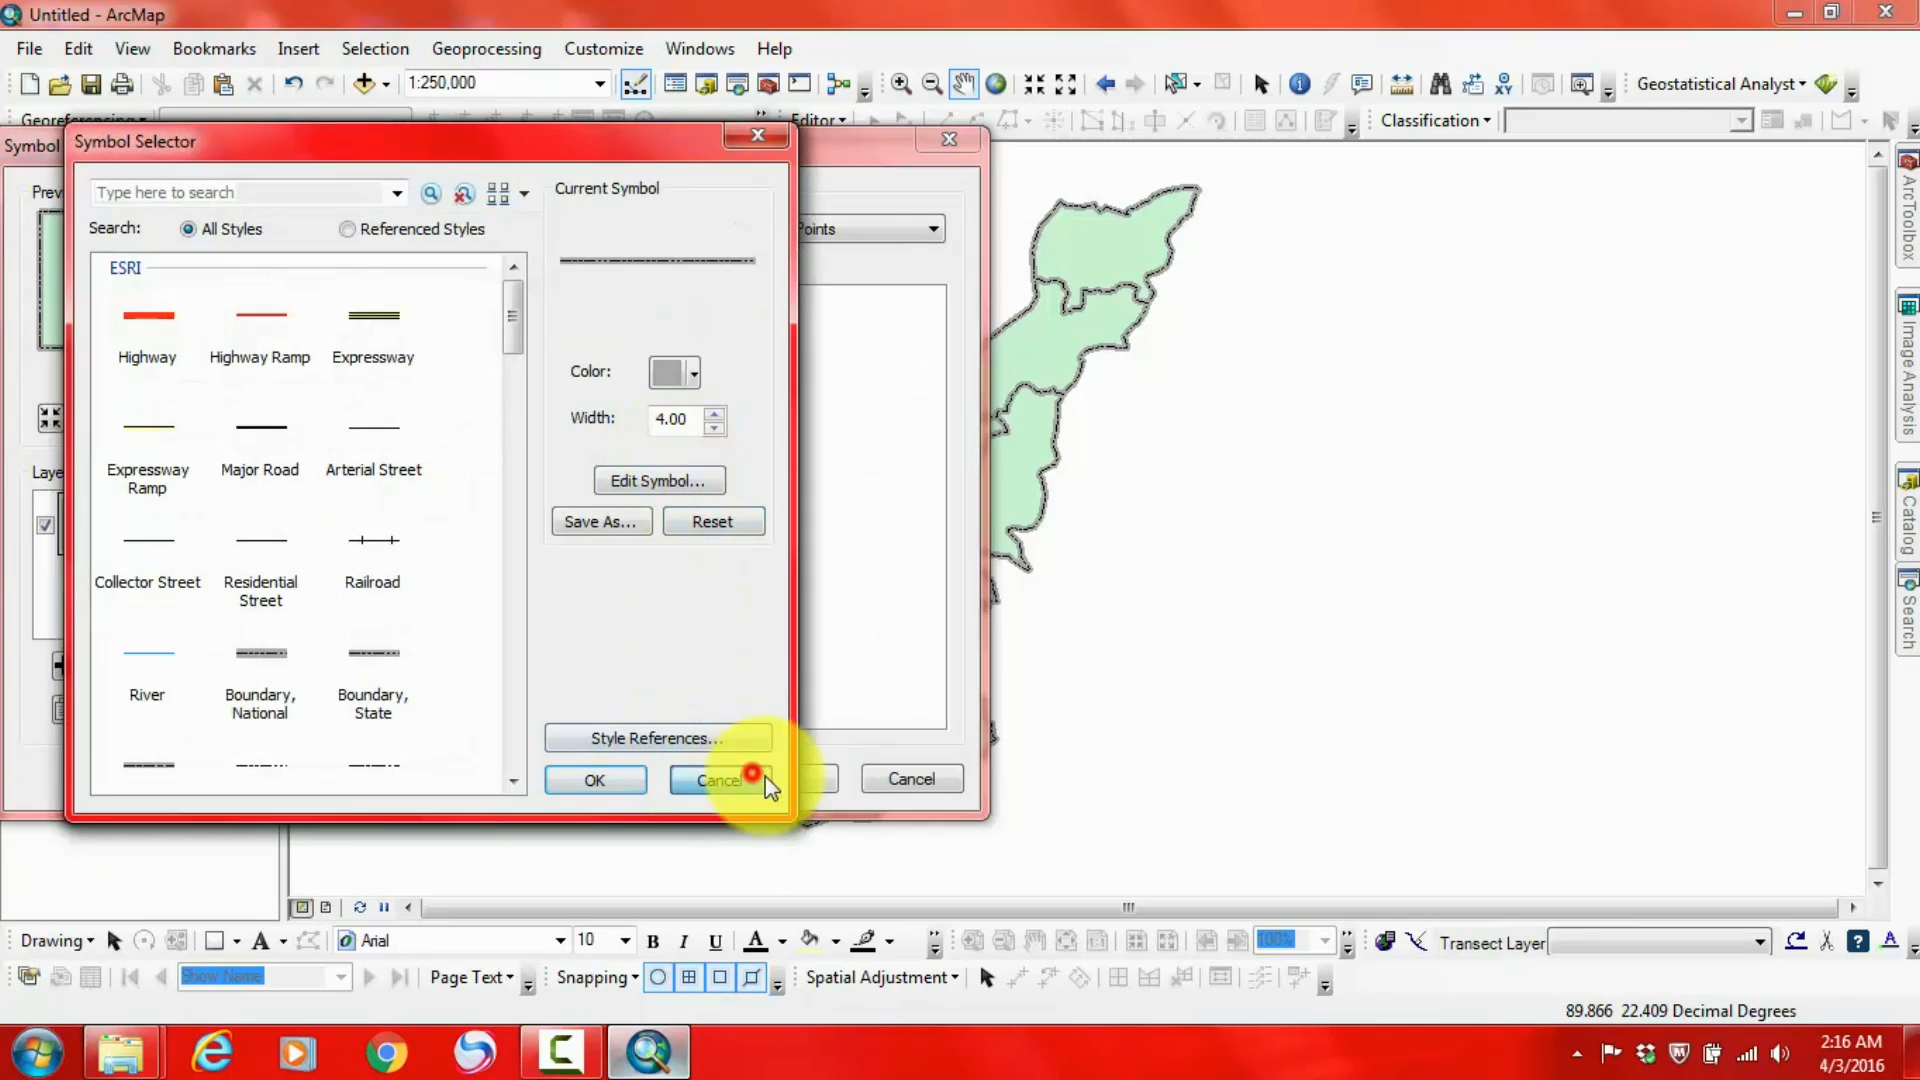 Untitled - ArcMap
File Edit View Bookmarks Insert Selection Geoprocessing Customize Windows Help
1:250,000 Geostatistical Analyst
Editor Classification
Symbol Symbol Selector
Type here to search
Search: All Styles Referenced Styles
ESRI
Highway Highway Ramp Expressway
Expressway Ramp Major Road Arterial Street
Collector Street Residential Street Railroad
River Boundary, National Boundary, State
Current Symbol
Color:
Width: 4.00
Edit Symbol...
Save As... Reset
Style References...
OK Cancel
Points
Cancel
ArcToolbox
Image Analysis
Catalog
Search
Drawing A Arial 10 B I U A 100% Transect Layer
Show Name Page Text Snapping Spatial Adjustment
89.866 22.409 Decimal Degrees
2:16 AM
4/3/2016